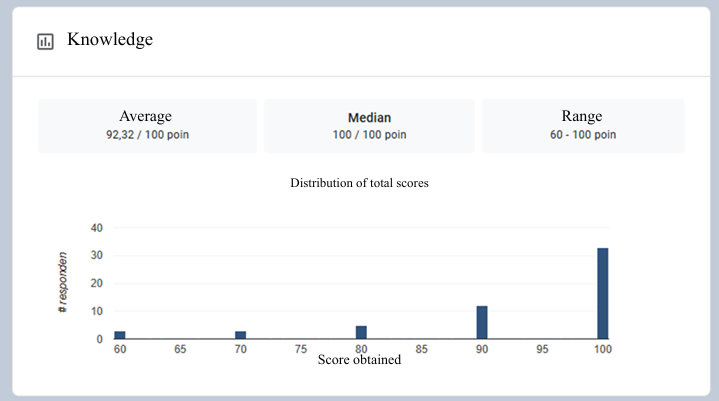 Knowledge
Average
92,32 / 100 poin
Median
100 / 100 poin
Range
60 - 100 poin
Distribution of total scores
# responden
40
30
20
10
0
60 65 70 75 80 85 90 95 100
Score obtained